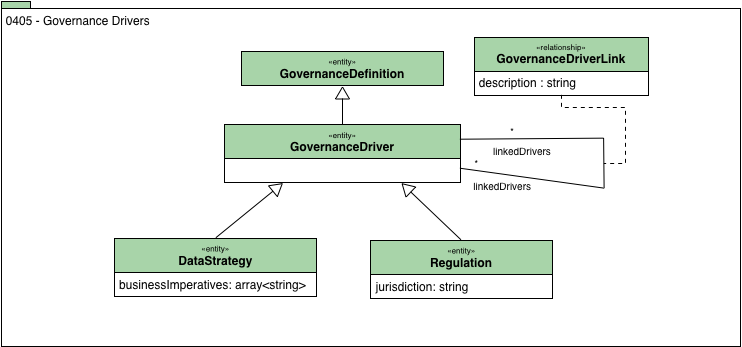 0405 - Governance Drivers
«entity»
GovernanceDefinition
«relationship»
GovernanceDriverLink
description : string
«entity»
GovernanceDriver
*
linkedDrivers
*
linkedDrivers
«entity»
DataStrategy
businessImperatives: array<string>
«entity»
Regulation
jurisdiction: string